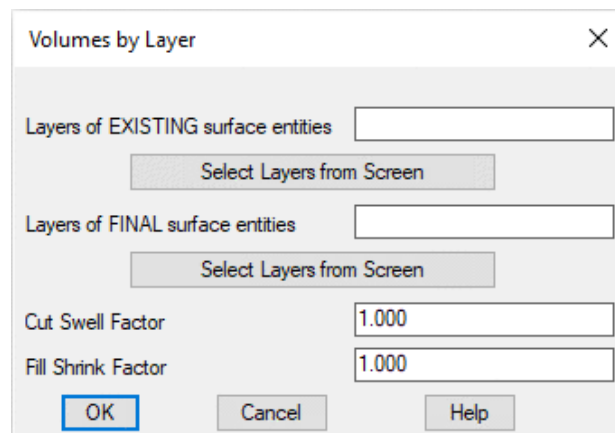 Volumes by Layer
Layers of EXISTING surface entities
Select Layers from Screen
Layers of FINAL surface entities
Select Layers from Screen
Cut Swell Factor 1.000
Fill Shrink Factor 1.000
OK Cancel Help